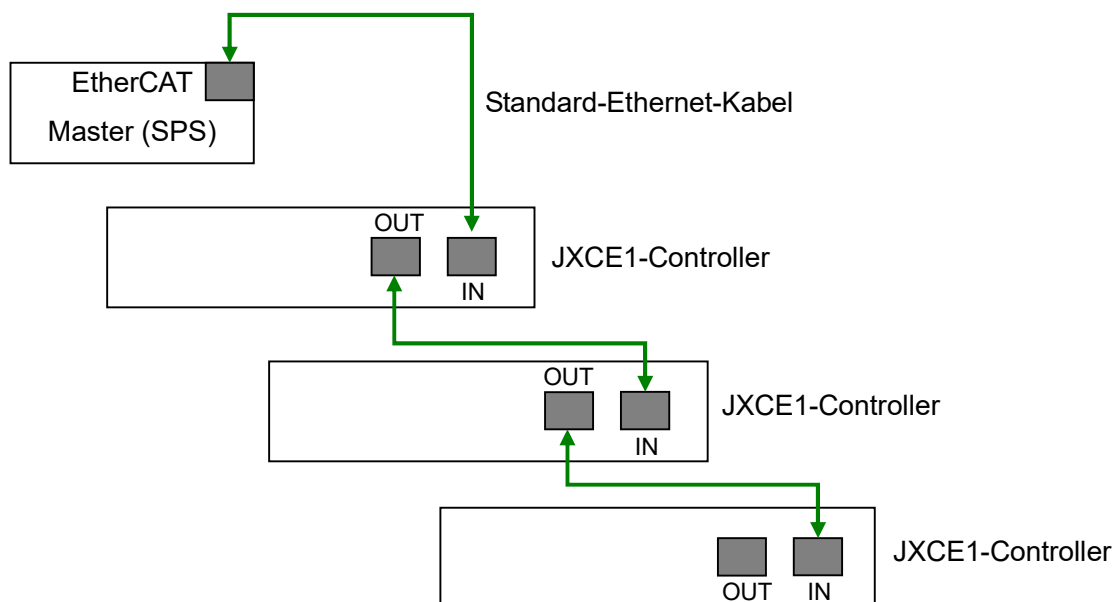 EtherCAT
Master (SPS)
Standard-Ethernet-Kabel
OUT
IN
JXCE1-Controller
OUT
IN
JXCE1-Controller
OUT
IN
JXCE1-Controller